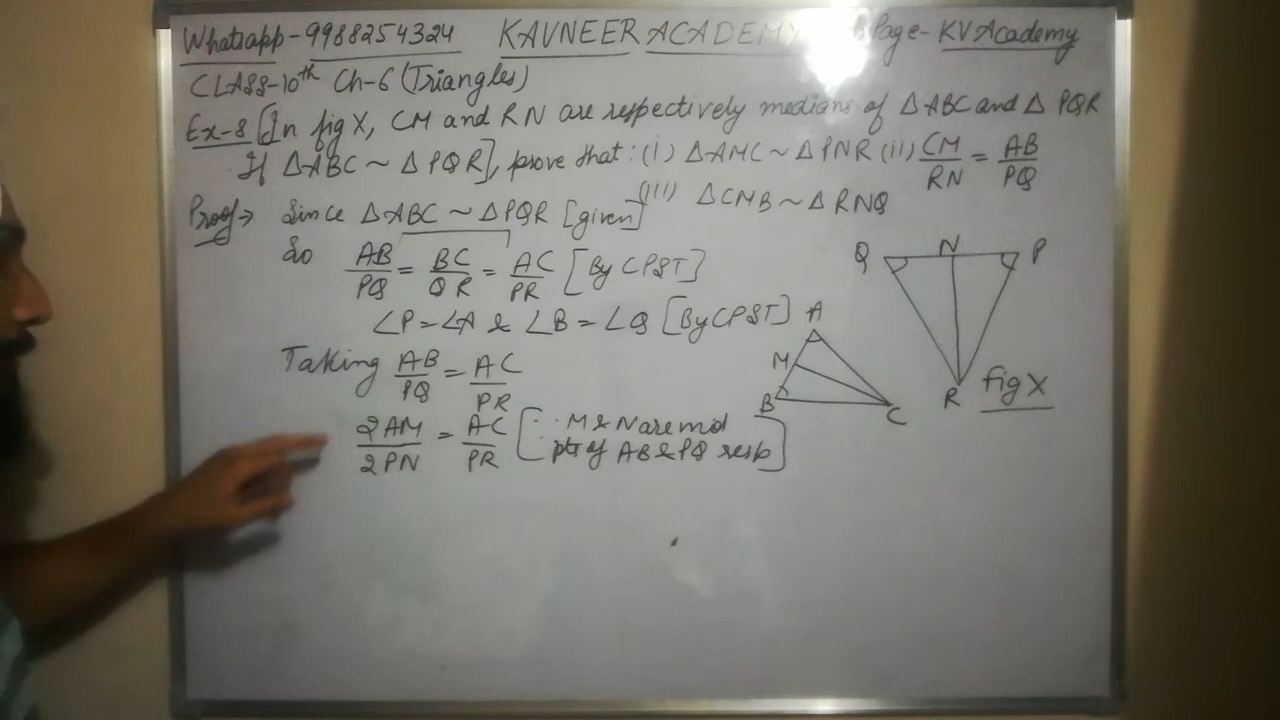 Whatsapp-9988254324 KAVNEER ACADEMY Page-KVAcademy
CLASS-10th Ch-6 (Triangles)
Ex-8 [In fig X, CM and RN are respectively medians of △ABC and △ PQR
If △ABC ~ △PQR], prove that: (i) △AMC ~ △PNR (ii) CM/RN = AB/PQ
(iii) △CMB ~ △RNQ
Proof → Since △ABC ~ △PQR [given]
So AB/PQ = BC/QR = AC/PR [By CPST]
∠P = ∠A & ∠B = ∠Q [By CPST]
Taking AB/PQ = AC/PR
2AM/2PN = AC/PR [∵ M & N are mid
pts of AB & PQ resp]
Q N P
A
M
B C
R
fig X